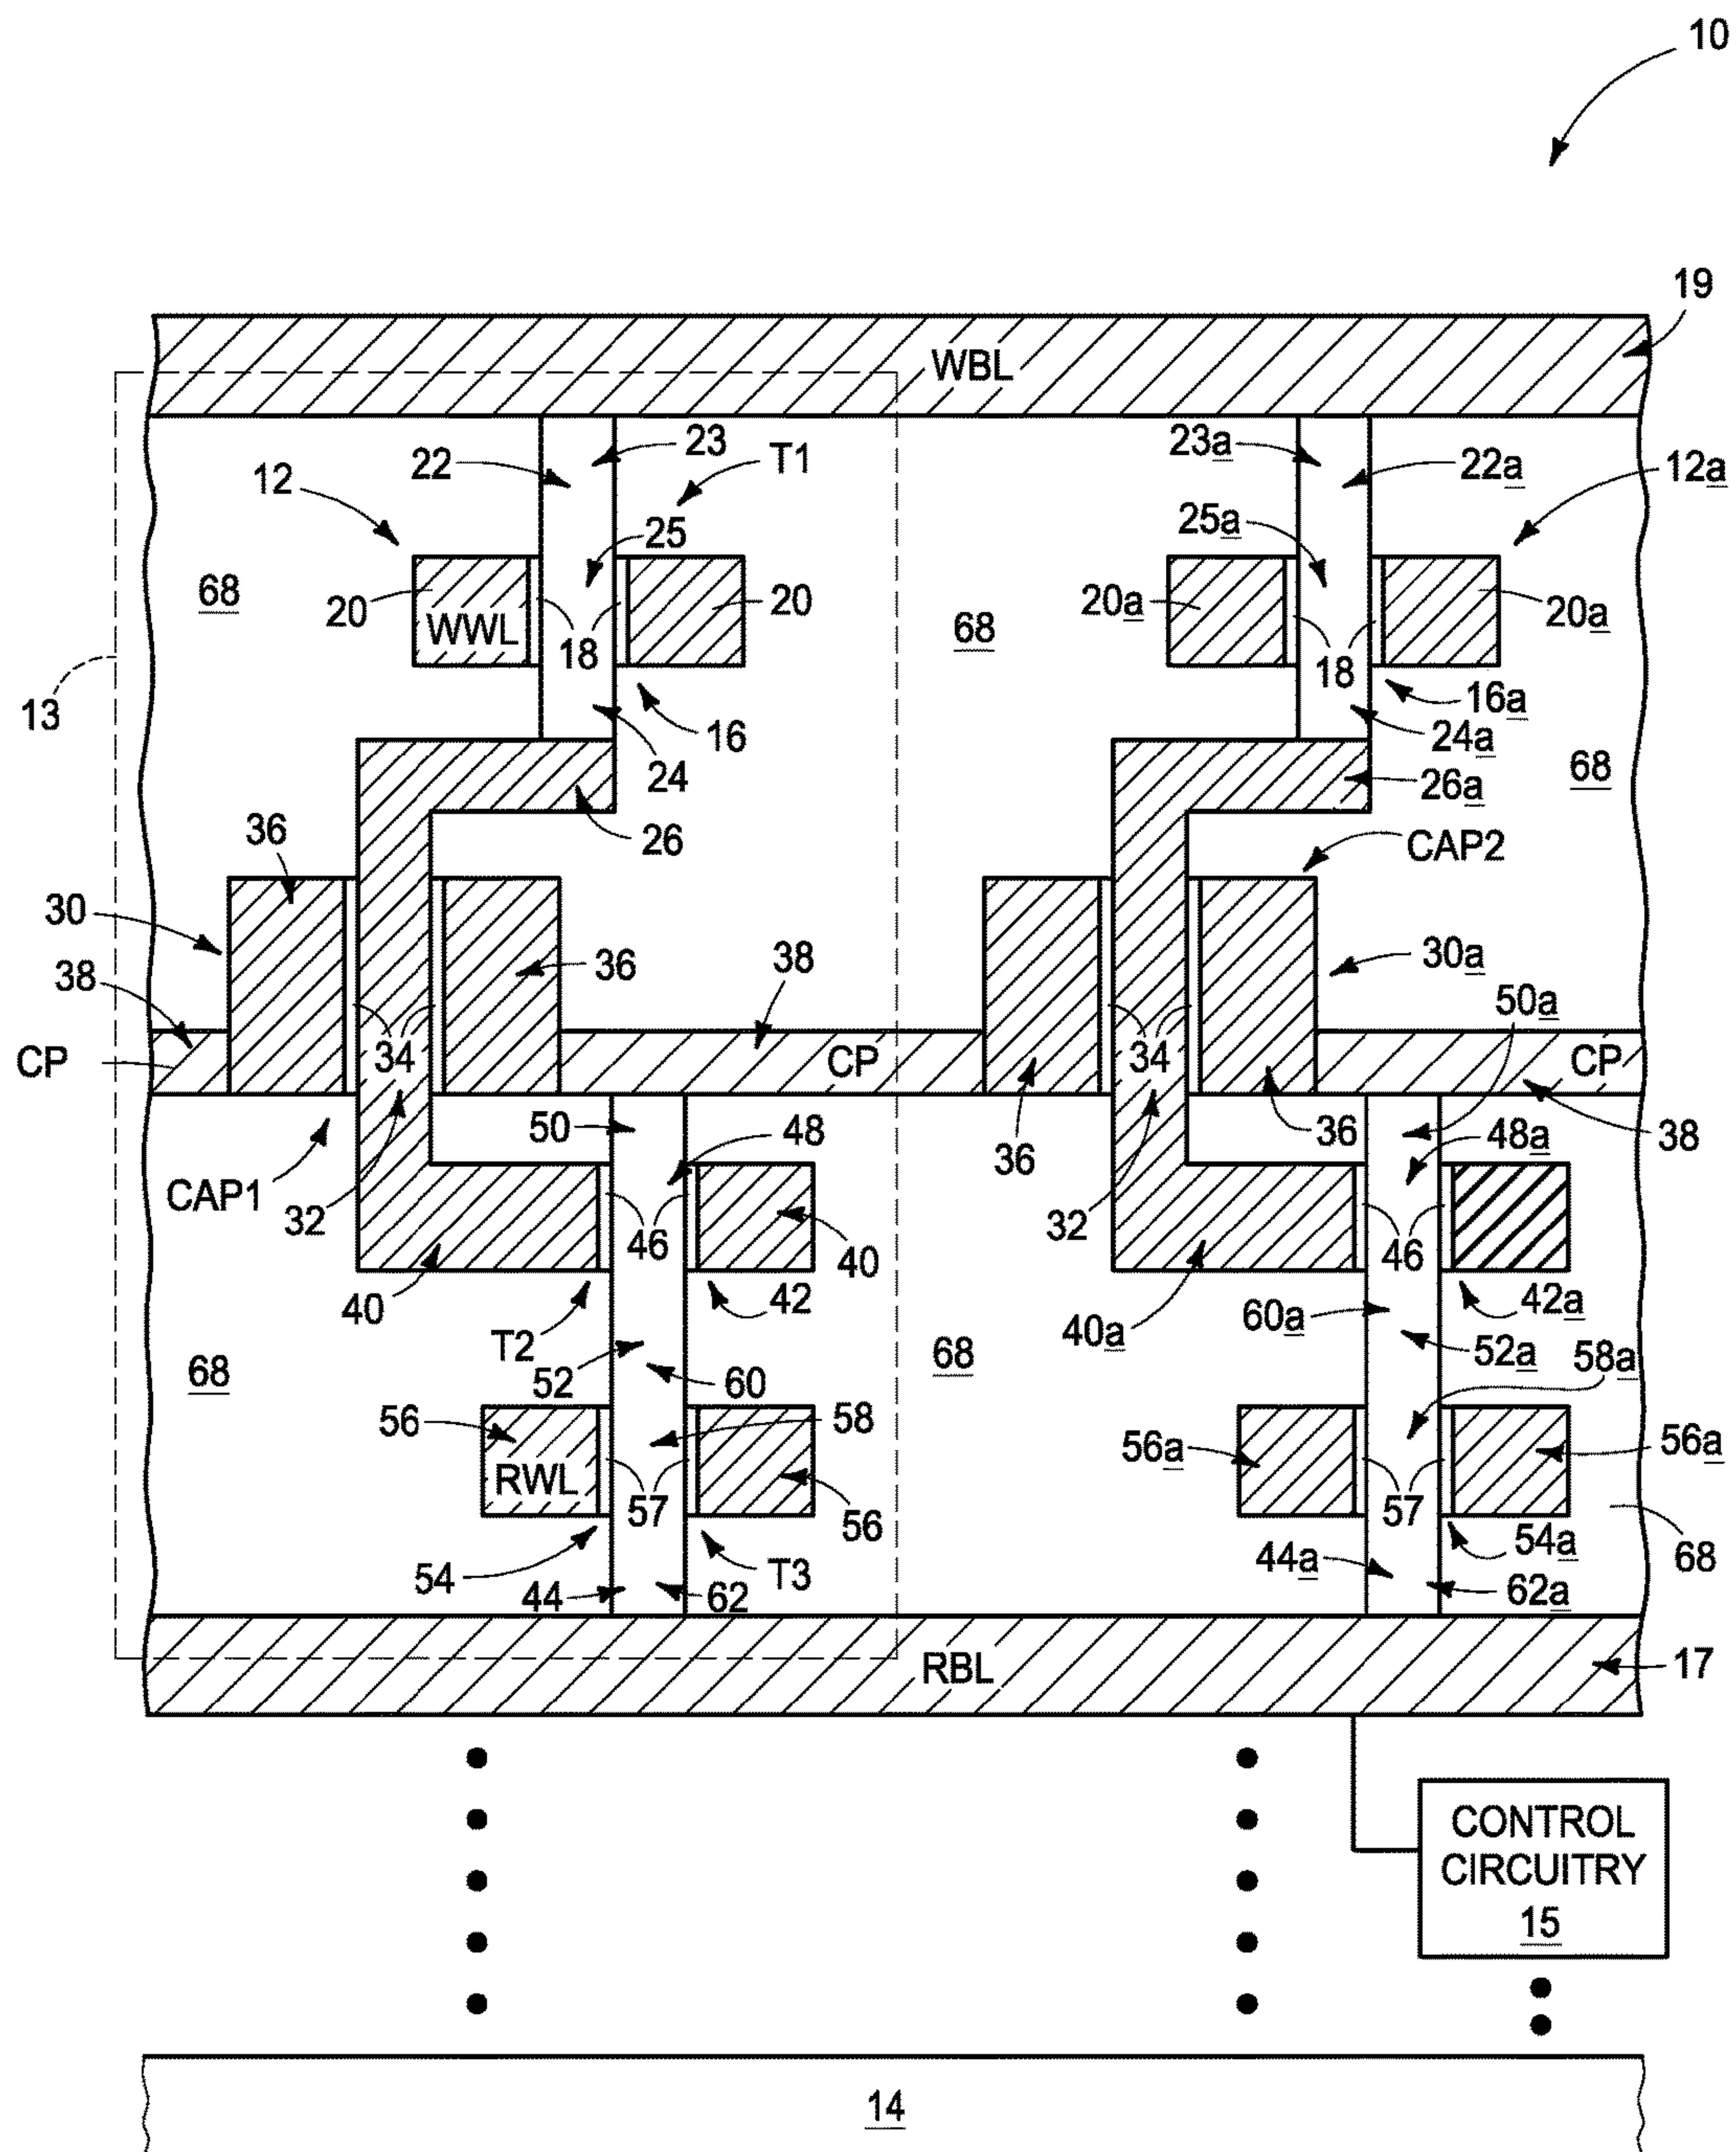 10
19
WBL
23
22
T1
12
25
23a
22a
12a
25a
68
20
WWL
18
20
68
20a
18
20a
13
16
24
16a
24a
26a
68
36
26
CAP2
30
36
38
30a
38
50a
CP
34
CP
34
CP
50
48
36
36
48a
38
CAP1
32
46
40
32
46
40
42
40a
60a
42a
T2
52
60
68
68
52a
58a
56
RWL
58
57
56
56a
57
56a
54
44
62
T3
44a
54a
62a
68
RBL
17
CONTROL
CIRCUITRY
15
14